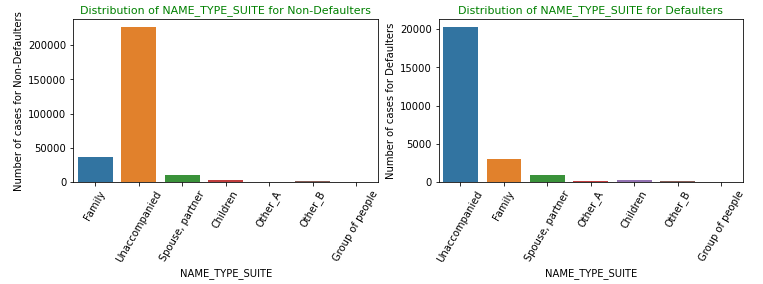 Distribution of NAME_TYPE_SUITE for Non-Defaulters
Number of cases for Non-Defaulters
200000
150000
100000
50000
0
Family
Unaccompanied
Spouse, partner
Children
Other_A
Other_B
Group of people
NAME_TYPE_SUITE
Distribution of NAME_TYPE_SUITE for Defaulters
Number of cases for Defaulters
20000
15000
10000
5000
0
Unaccompanied
Family
Spouse, partner
Other_A
Children
Other_B
Group of people
NAME_TYPE_SUITE